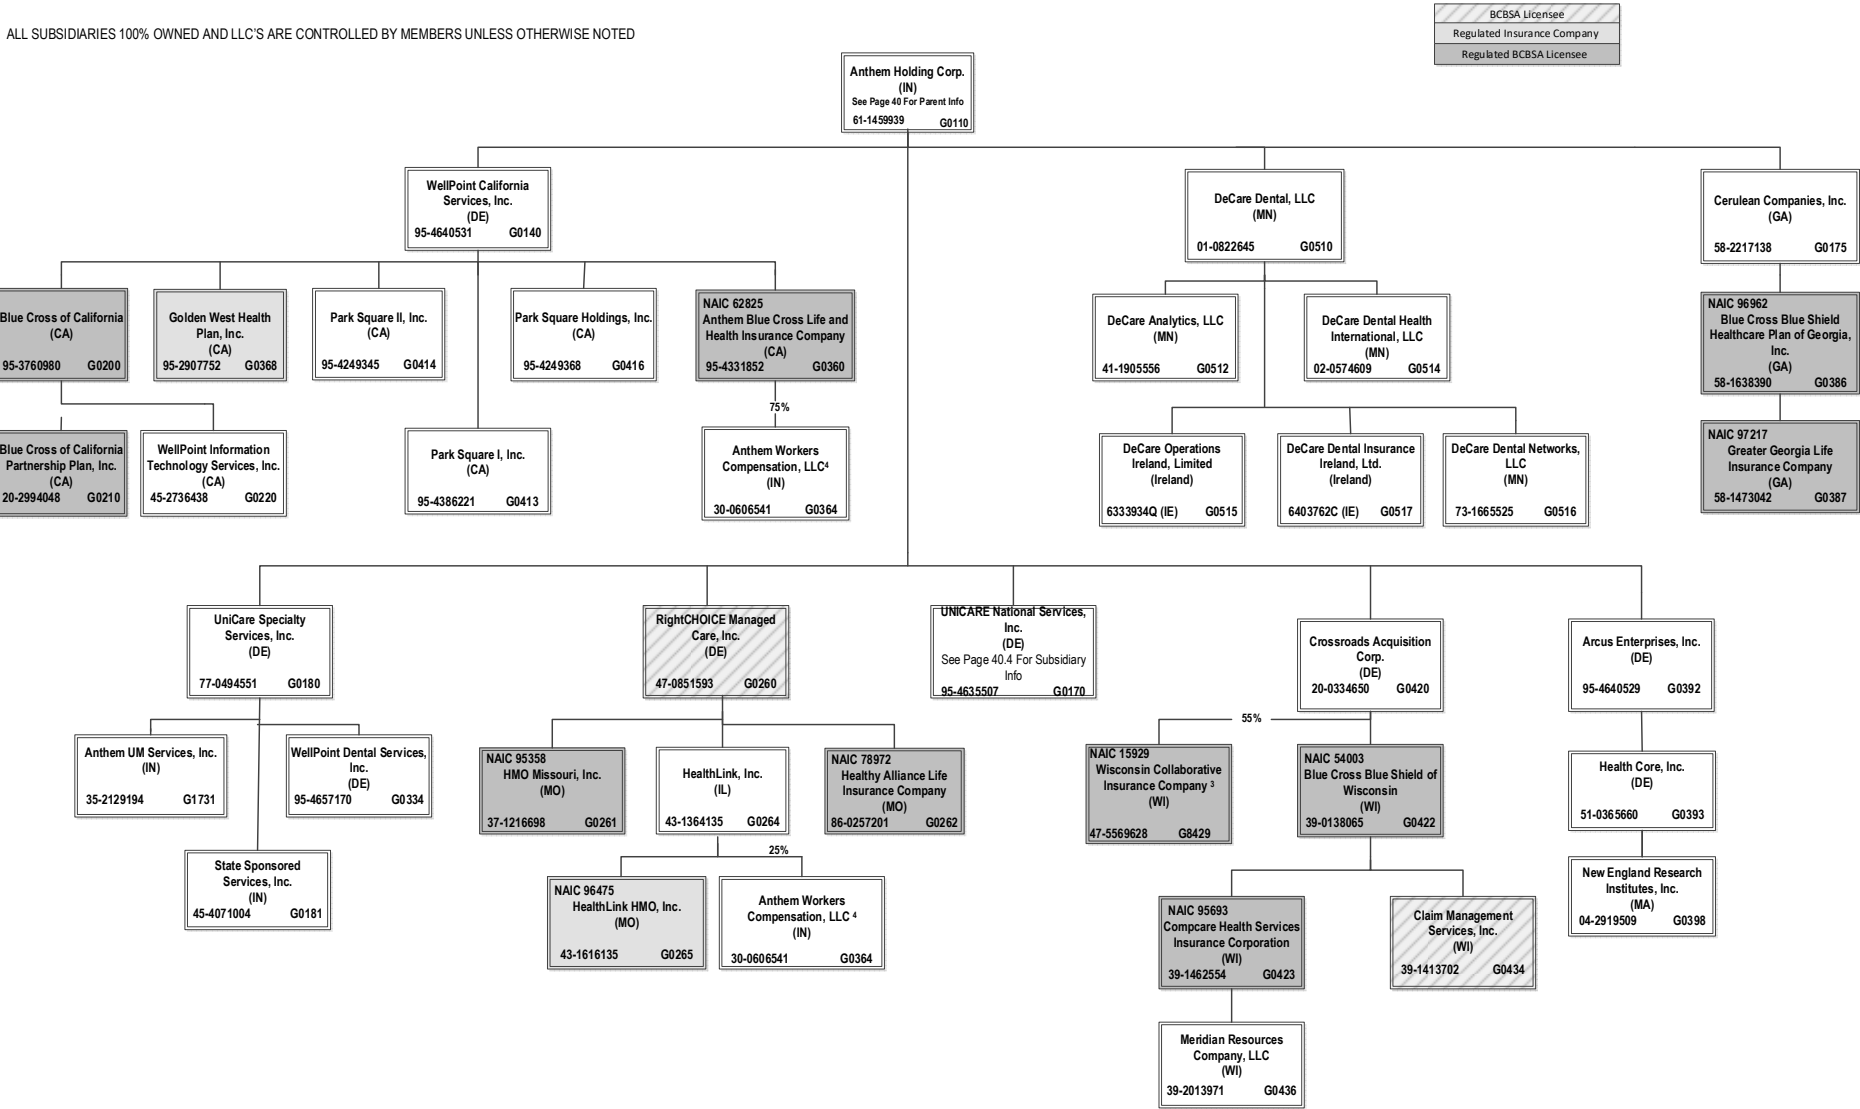 BCBSA Licensee
Regulated Insurance Company
Regulated BCBSA Licensee
ALL SUBSIDIARIES 100% OWNED AND LLC'S ARE CONTROLLED BY MEMBERS UNLESS OTHERWISE NOTED
Anthem Holding Corp.
(IN)
See Page 40 For Parent Info
61-1459939 G0110
WellPoint California
Services, Inc.
(DE)
95-4640531 G0140
DeCare Dental, LLC
(MN)
01-0822645 G0510
Cerulean Companies, Inc.
(GA)
58-2217138 G0175
Blue Cross of California
(CA)
95-3760980 G0200
Golden West Health
Plan, Inc.
(CA)
95-2907752 G0368
Park Square II, Inc.
(CA)
95-4249345 G0414
Park Square Holdings, Inc.
(CA)
95-4249368 G0416
NAIC 62825
Anthem Blue Cross Life and
Health Insurance Company
(CA)
95-4331852 G0360
DeCare Analytics, LLC
(MN)
41-1905556 G0512
DeCare Dental Health
International, LLC
(MN)
02-0574609 G0514
NAIC 96962
Blue Cross Blue Shield
Healthcare Plan of Georgia,
Inc.
(GA)
58-1638390 G0386
75%
Blue Cross of California
Partnership Plan, Inc.
(CA)
20-2994048 G0210
WellPoint Information
Technology Services, Inc.
(CA)
45-2736438 G0220
Park Square I, Inc.
(CA)
95-4386221 G0413
Anthem Workers
Compensation, LLC⁴
(IN)
30-0606541 G0364
DeCare Operations
Ireland, Limited
(Ireland)
6333934Q (IE) G0515
DeCare Dental Insurance
Ireland, Ltd.
(Ireland)
6403762C (IE) G0517
DeCare Dental Networks,
LLC
(MN)
73-1665525 G0516
NAIC 97217
Greater Georgia Life
Insurance Company
(GA)
58-1473042 G0387
UniCare Specialty
Services, Inc.
(DE)
77-0494551 G0180
RightCHOICE Managed
Care, Inc.
(DE)
47-0851593 G0260
UNICARE National Services,
Inc.
(DE)
See Page 40.4 For Subsidiary
Info
95-4635507 G0170
Crossroads Acquisition
Corp.
(DE)
20-0334650 G0420
Arcus Enterprises, Inc.
(DE)
95-4640529 G0392
55%
Anthem UM Services, Inc.
(IN)
35-2129194 G1731
WellPoint Dental Services,
Inc.
(DE)
95-4657170 G0334
NAIC 95358
HMO Missouri, Inc.
(MO)
37-1216698 G0261
HealthLink, Inc.
(IL)
43-1364135 G0264
NAIC 78972
Healthy Alliance Life
Insurance Company
(MO)
86-0257201 G0262
NAIC 15929
Wisconsin Collaborative
Insurance Company ³
(WI)
47-5569628 G8429
NAIC 54003
Blue Cross Blue Shield of
Wisconsin
(WI)
39-0138065 G0422
Health Core, Inc.
(DE)
51-0365660 G0393
25%
State Sponsored
Services, Inc.
(IN)
45-4071004 G0181
NAIC 96475
HealthLink HMO, Inc.
(MO)
43-1616135 G0265
Anthem Workers
Compensation, LLC ⁴
(IN)
30-0606541 G0364
NAIC 95693
Compcare Health Services
Insurance Corporation
(WI)
39-1462554 G0423
Claim Management
Services, Inc.
(WI)
39-1413702 G0434
New England Research
Institutes, Inc.
(MA)
04-2919509 G0398
Meridian Resources
Company, LLC
(WI)
39-2013971 G0436